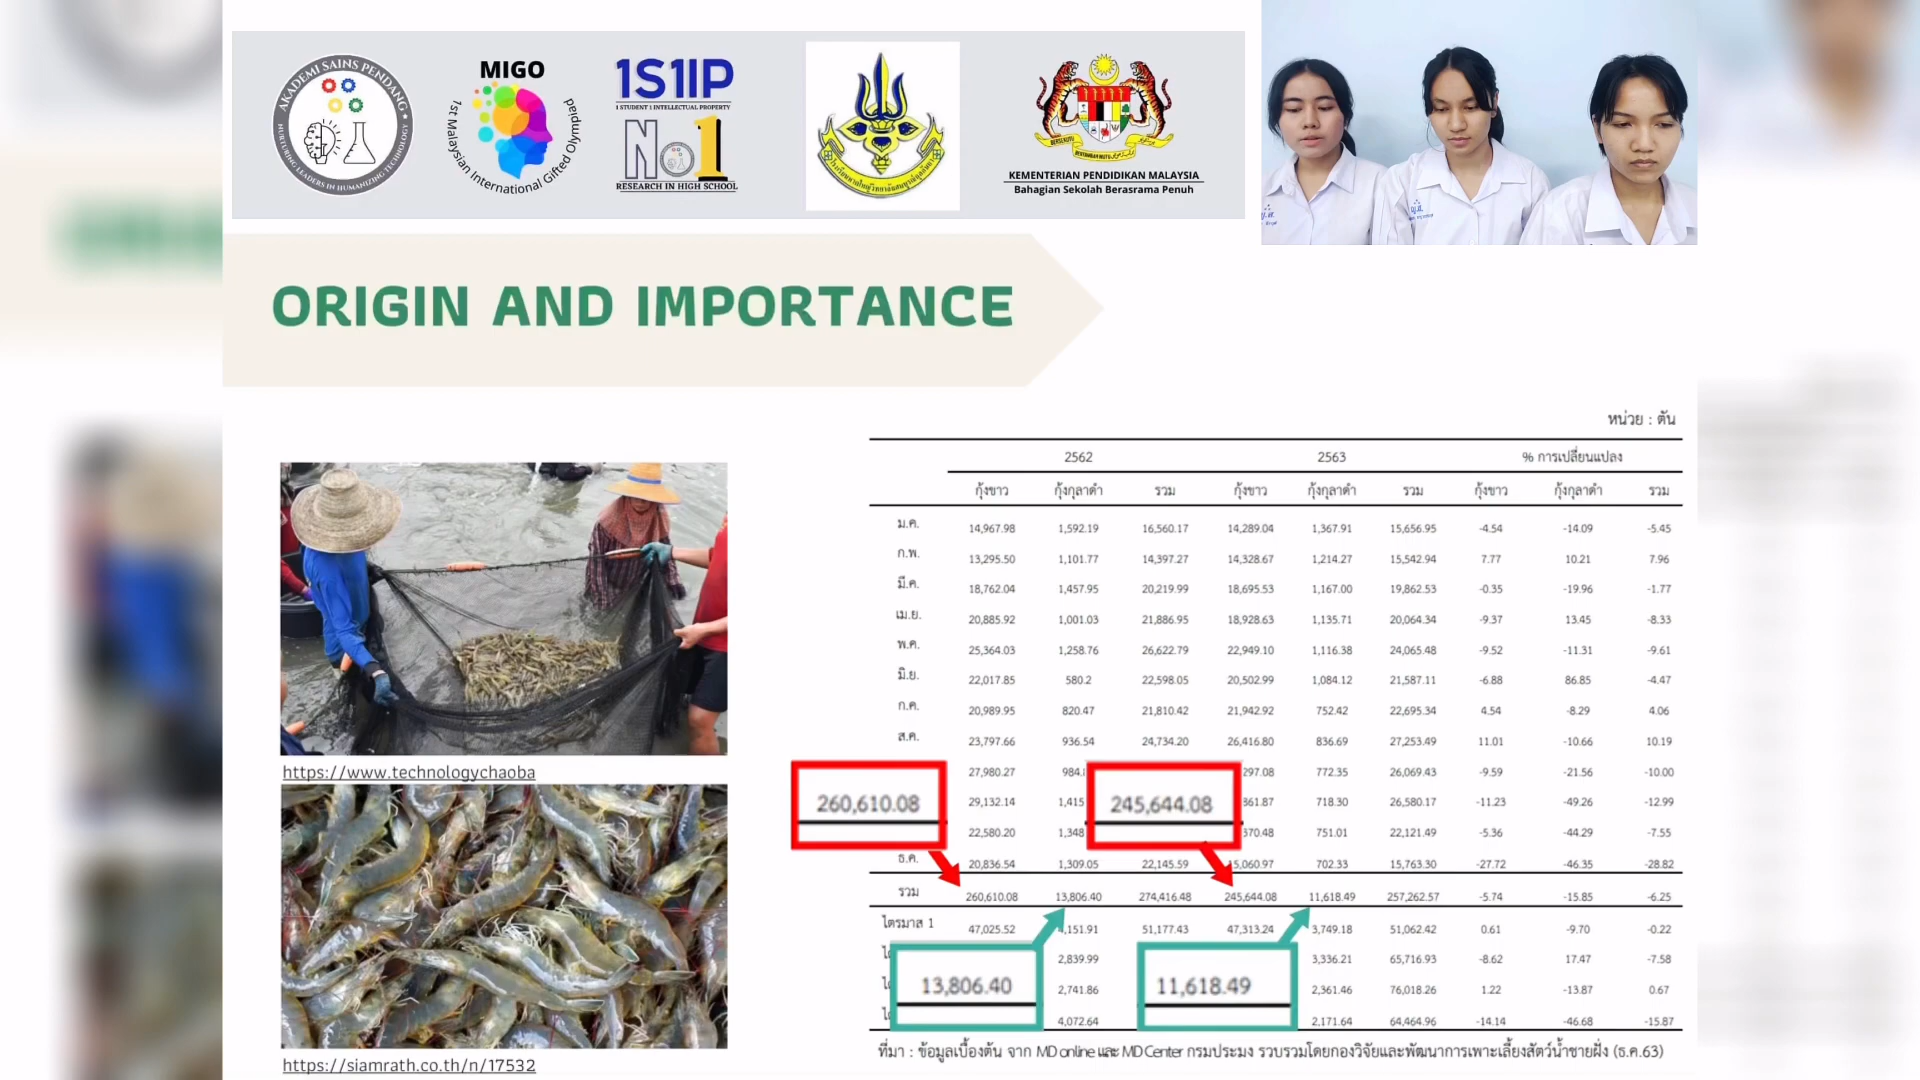 AKADEMI SAINS PENDANG
NURTURING LEADERS IN HUMANIZING TECHNOLOGY
MIGO
1st Malaysian International Gifted Olympiad
1S1IP
1 STUDENT 1 INTELLECTUAL PROPERTY
No1
RESEARCH IN HIGH SCHOOL
BERSEKUTU BERTAMBAH MUTU
KEMENTERIAN PENDIDIKAN MALAYSIA
Bahagian Sekolah Berasrama Penuh
ORIGIN AND IMPORTANCE
https://www.technologychaoba
https://siamrath.co.th/n/17532
หน่วย : ตัน
2562 2563 % การเปลี่ยนแปลง
กุ้งขาว กุ้งกุลาดำ รวม กุ้งขาว กุ้งกุลาดำ รวม กุ้งขาว กุ้งกุลาดำ รวม
ม.ค. 14,967.98 1,592.19 16,560.17 14,289.04 1,367.91 15,656.95 -4.54 -14.09 -5.45
ก.พ. 13,295.50 1,101.77 14,397.27 14,328.67 1,214.27 15,542.94 7.77 10.21 7.96
มี.ค. 18,762.04 1,457.95 20,219.99 18,695.53 1,167.00 19,862.53 -0.35 -19.96 -1.77
เม.ย. 20,885.92 1,001.03 21,886.95 18,928.63 1,135.71 20,064.34 -9.37 13.45 -8.33
พ.ค. 25,364.03 1,258.76 26,622.79 22,949.10 1,116.38 24,065.48 -9.52 -11.31 -9.61
มิ.ย. 22,017.85 580.2 22,598.05 20,502.99 1,084.12 21,587.11 -6.88 86.85 -4.47
ก.ค. 20,989.95 820.47 21,810.42 21,942.92 752.42 22,695.34 4.54 -8.29 4.06
ส.ค. 23,797.66 936.54 24,734.20 26,416.80 836.69 27,253.49 11.01 -10.66 10.19
27,980.27 984. 297.08 772.35 26,069.43 -9.59 -21.56 -10.00
260,610.08 245,644.08
29,132.14 1,415 861.87 718.30 26,580.17 -11.23 -49.26 -12.99
22,580.20 1,348 370.48 751.01 22,121.49 -5.36 -44.29 -7.55
ธ.ค. 20,836.54 1,309.05 22,145.59 5,060.97 702.33 15,763.30 -27.72 -46.35 -28.82
รวม 260,610.08 13,806.40 274,416.48 245,644.08 11,618.49 257,262.57 -5.74 -15.85 -6.25
ไตรมาส 1 47,025.52 4,151.91 51,177.43 47,313.24 3,749.18 51,062.42 0.61 -9.70 -0.22
2,839.99 3,336.21 65,716.93 -8.62 17.47 -7.58
13,806.40 11,618.49
2,741.86 2,361.46 76,018.26 1.22 -13.87 0.67
4,072.64 2,171.64 64,464.96 -14.14 -46.68 -15.87
ที่มา : ข้อมูลเบื้องต้น จาก MD online และ MD Center กรมประมง รวบรวมโดยกองวิจัยและพัฒนาการเพาะเลี้ยงสัตว์น้ำชายฝั่ง (ธ.ค.63)